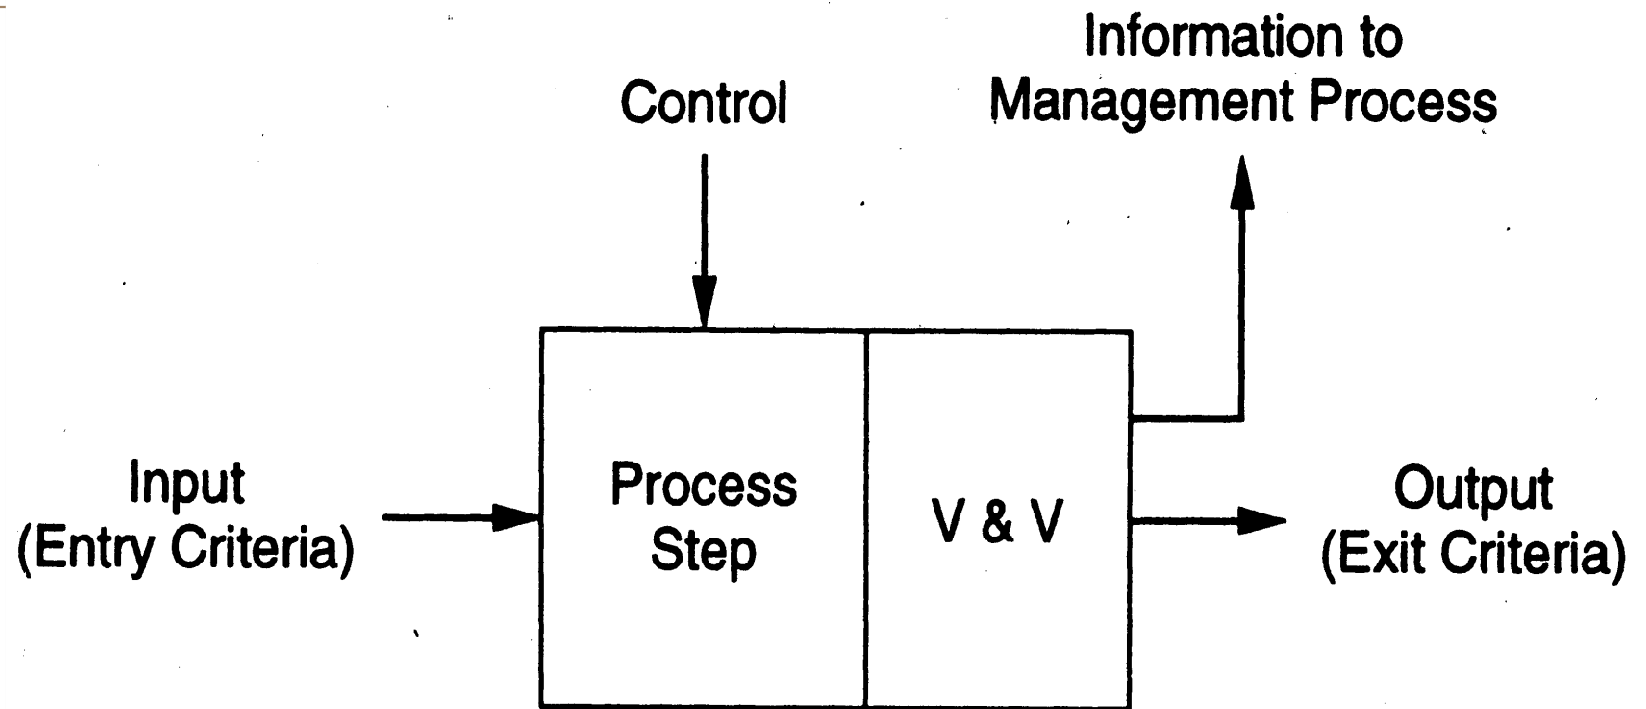 Information to
Management Process
Control
Input
(Entry Criteria)
Process
Step
V & V
Output
(Exit Criteria)